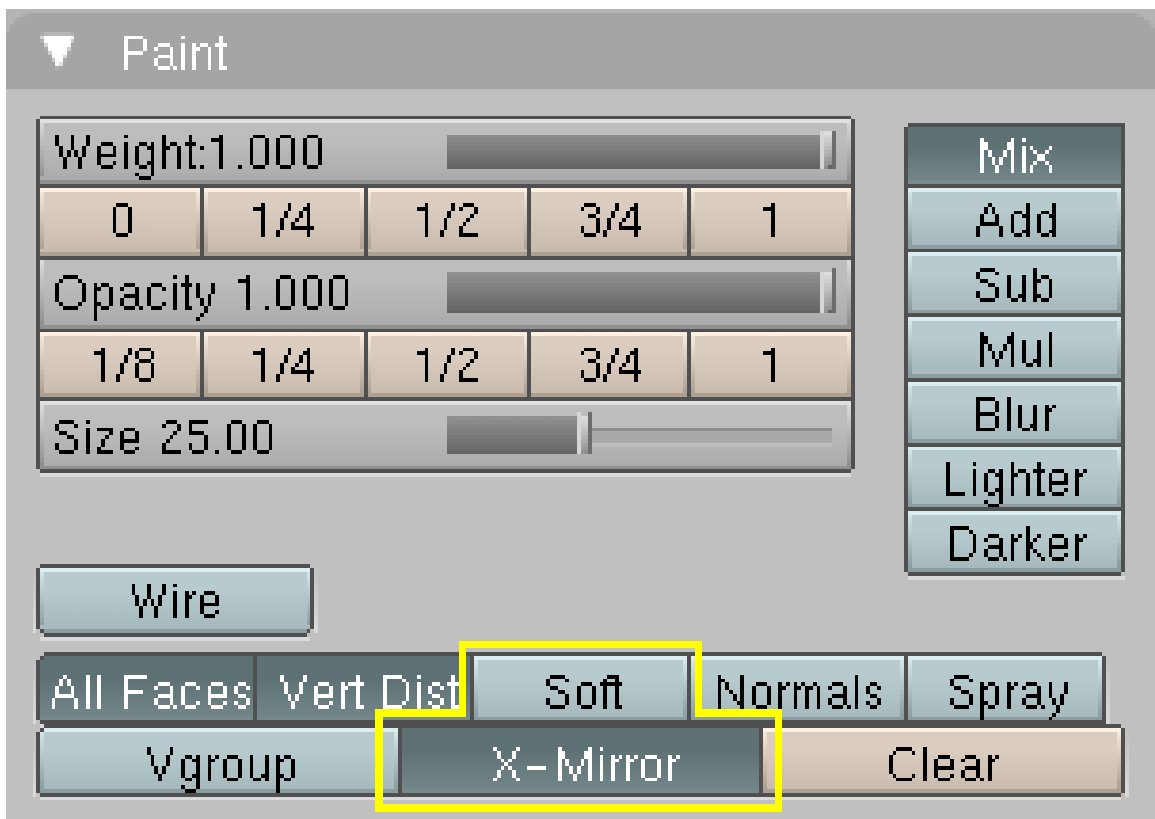 Paint
Weight:1.000
0 1/4 1/2 3/4 1
Opacity 1.000
1/8 1/4 1/2 3/4 1
Size 25.00
Mix
Add
Sub
Mul
Blur
Lighter
Darker
Wire
All Faces Vert Dist Soft Normals Spray
Vgroup X-Mirror Clear